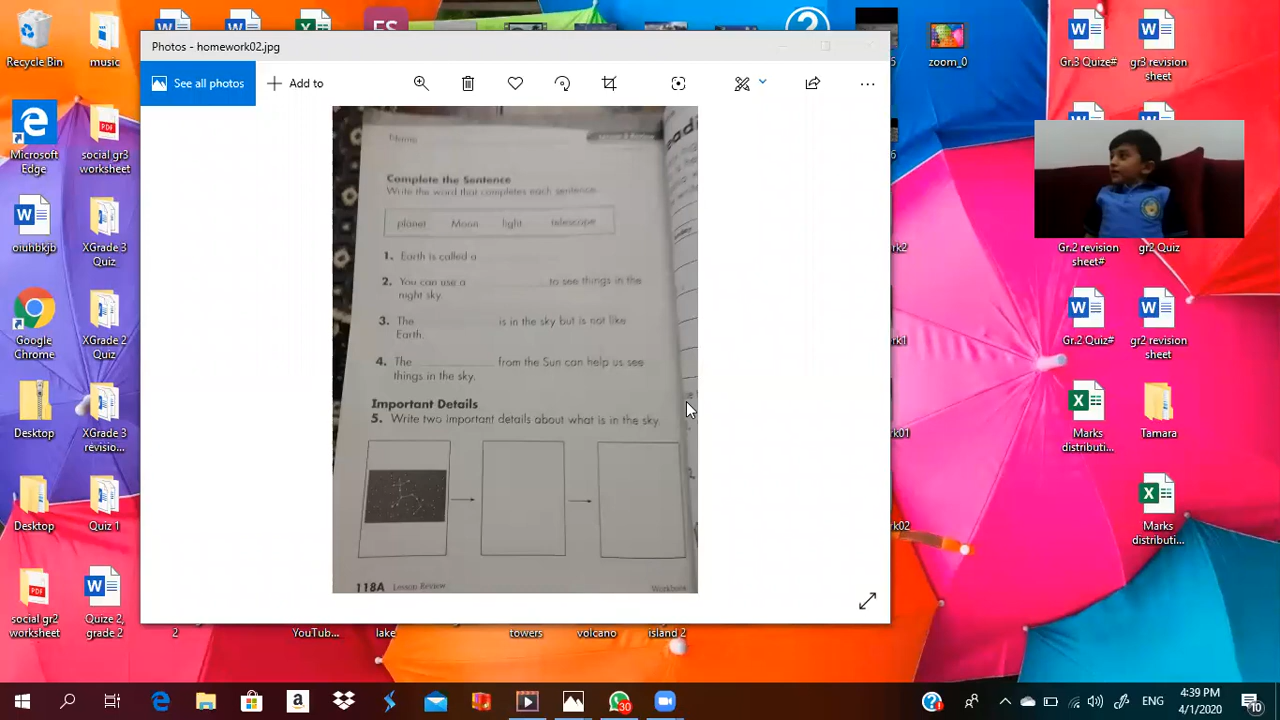 Photos - homework02.jpg
See all photos
Add to
Name
Complete the Sentence
Write the word that completes each sentence.
planet Moon light telescope
1. Earth is called a
2. You can use a to see things in the
night sky.
3. The is in the sky but is not like
Earth.
4. The from the Sun can help us see
things in the sky.
Important Details
5. Write two important details about what is in the sky.
118A Lesson Review
Workbook
Recycle Bin
music
ES
zoom_0
Gr.3 Quize#
gr3 revision
sheet
Microsoft
Edge
social gr3
worksheet
oiuhbkjb
XGrade 3
Quiz
Gr.2 revision
sheet#
gr2 Quiz
Google
Chrome
XGrade 3
Quiz
Gr.2 Quiz#
gr2 revision
sheet
Desktop
XGrade 3
revisio...
Marks
distributi...
Tamara
Desktop
Quiz 1
Marks
distributi...
social gr2
worksheet
Quize 2,
grade 2
2
YouTub...
lake
towers
volcano
island 2
30
ENG
4:39 PM
4/1/2020
10